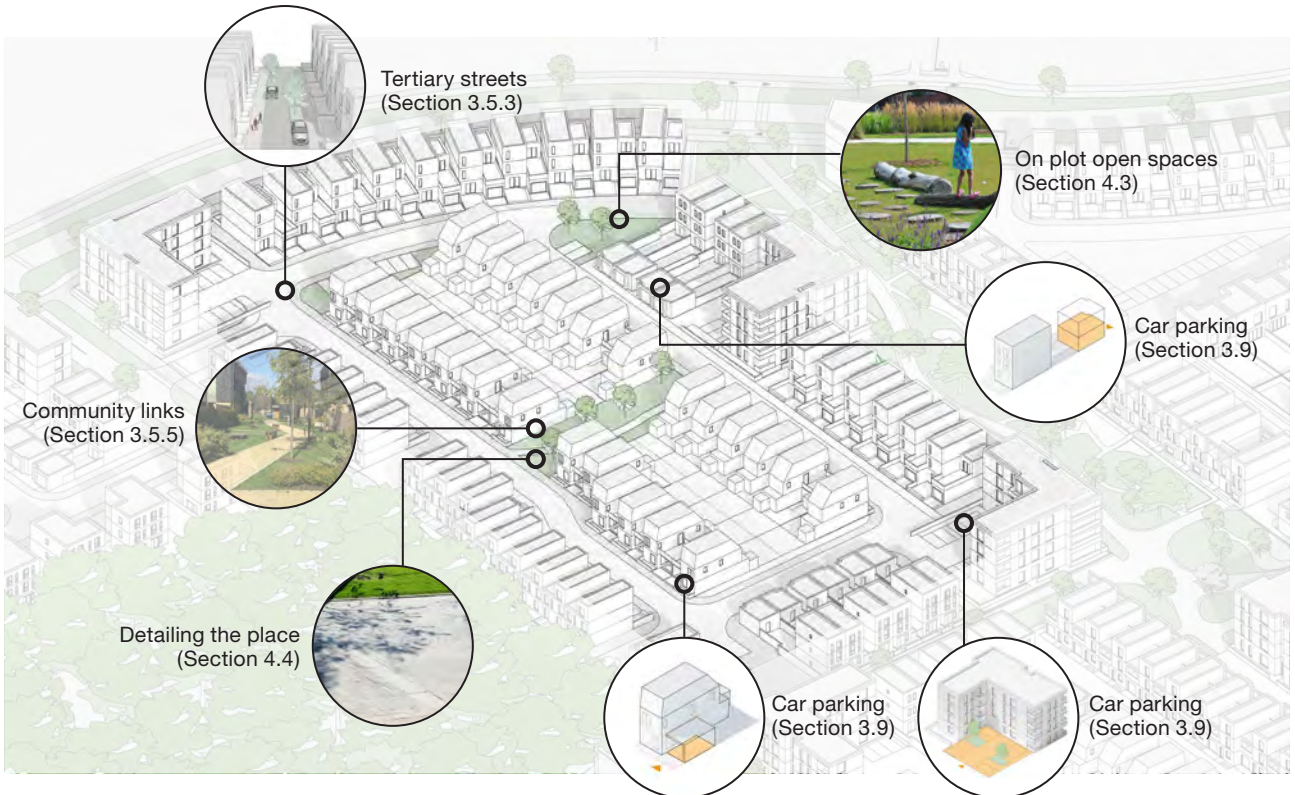 Tertiary streets
(Section 3.5.3)
On plot open spaces
(Section 4.3)
Car parking
(Section 3.9)
Community links
(Section 3.5.5)
Detailing the place
(Section 4.4)
Car parking
(Section 3.9)
Car parking
(Section 3.9)